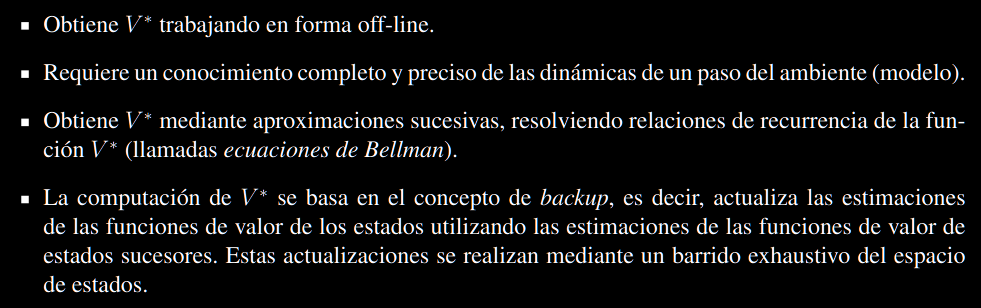 ▪ Obtiene V* trabajando en forma off-line.
▪ Requiere un conocimiento completo y preciso de las dinámicas de un paso del ambiente (modelo).
▪ Obtiene V* mediante aproximaciones sucesivas, resolviendo relaciones de recurrencia de la fun-
ción V* (llamadas ecuaciones de Bellman).
▪ La computación de V* se basa en el concepto de backup, es decir, actualiza las estimaciones
de las funciones de valor de los estados utilizando las estimaciones de las funciones de valor de
estados sucesores. Estas actualizaciones se realizan mediante un barrido exhaustivo del espacio
de estados.